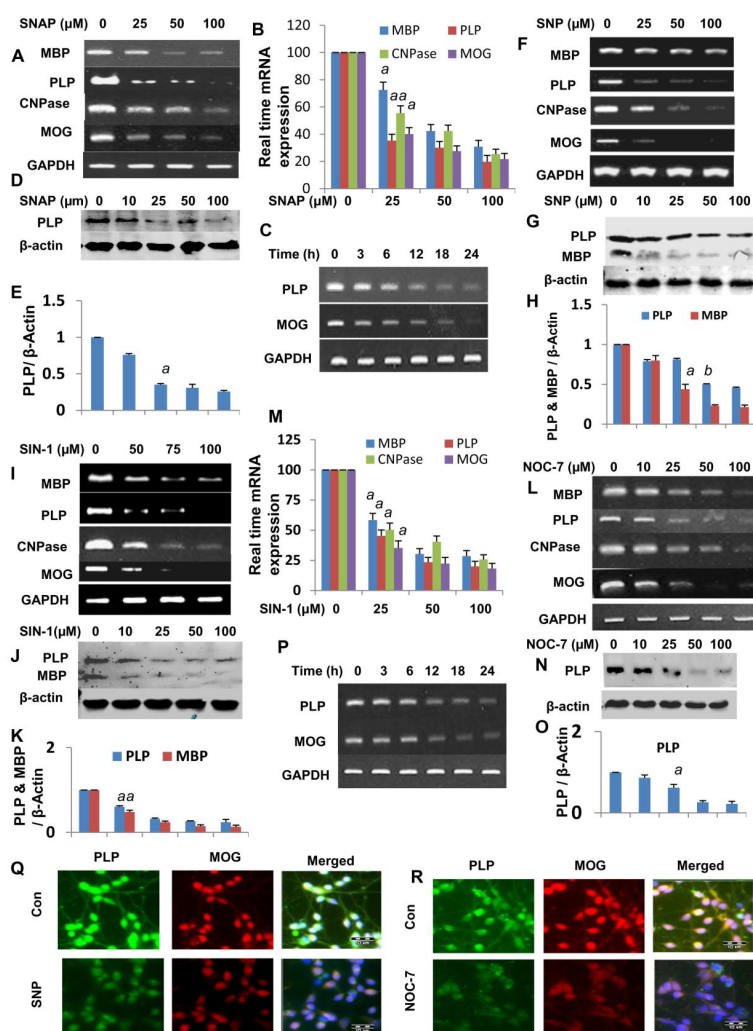 SNAP (µM) 0 25 50 100
A
MBP
PLP
CNPase
MOG
GAPDH
B
Real time mRNA expression
120
100
80
60
40
20
0
MBP PLP
CNPase MOG
a
aa
a
SNAP (µM) 0 25 50 100
C
Time (h) 0 3 6 12 18 24
PLP
MOG
GAPDH
D
SNAP (µm) 0 10 25 50 100
PLP
β-actin
E
PLP/ β-Actin
1.5
1
0.5
0
a
SNP (µM)
0 25 50 100
F
MBP
PLP
CNPase
MOG
GAPDH
SNP (µM) 0 10 25 50 100
G
PLP
MBP
β-actin
H
PLP & MBP / β-Actin
PLP MBP
1.5
1
0.5
0
a b
SIN-1 (µM) 0 50 75 100
I
MBP
PLP
CNPase
MOG
GAPDH
SIN-1(µM) 0 10 25 50 100
J
PLP
MBP
β-actin
K
PLP & MBP
/ β-Actin
2
1
0
PLP MBP
aa
M
Real time mRNA expression
125
100
75
50
25
0
MBP PLP
CNPase MOG
a
a
a
a
SIN-1 (µM) 0 25 50 100
P
Time (h) 0 3 6 12 18 24
PLP
MOG
GAPDH
NOC-7 (µM)
0 10 25 50 100
L
MBP
PLP
CNPase
MOG
GAPDH
NOC-7 (µM)
0 10 25 50 100
N
PLP
β-actin
O
PLP / β-Actin
PLP
2
1
0
a
Q
PLP MOG Merged
Con
SNP
R
PLP MOG Merged
Con
NOC-7